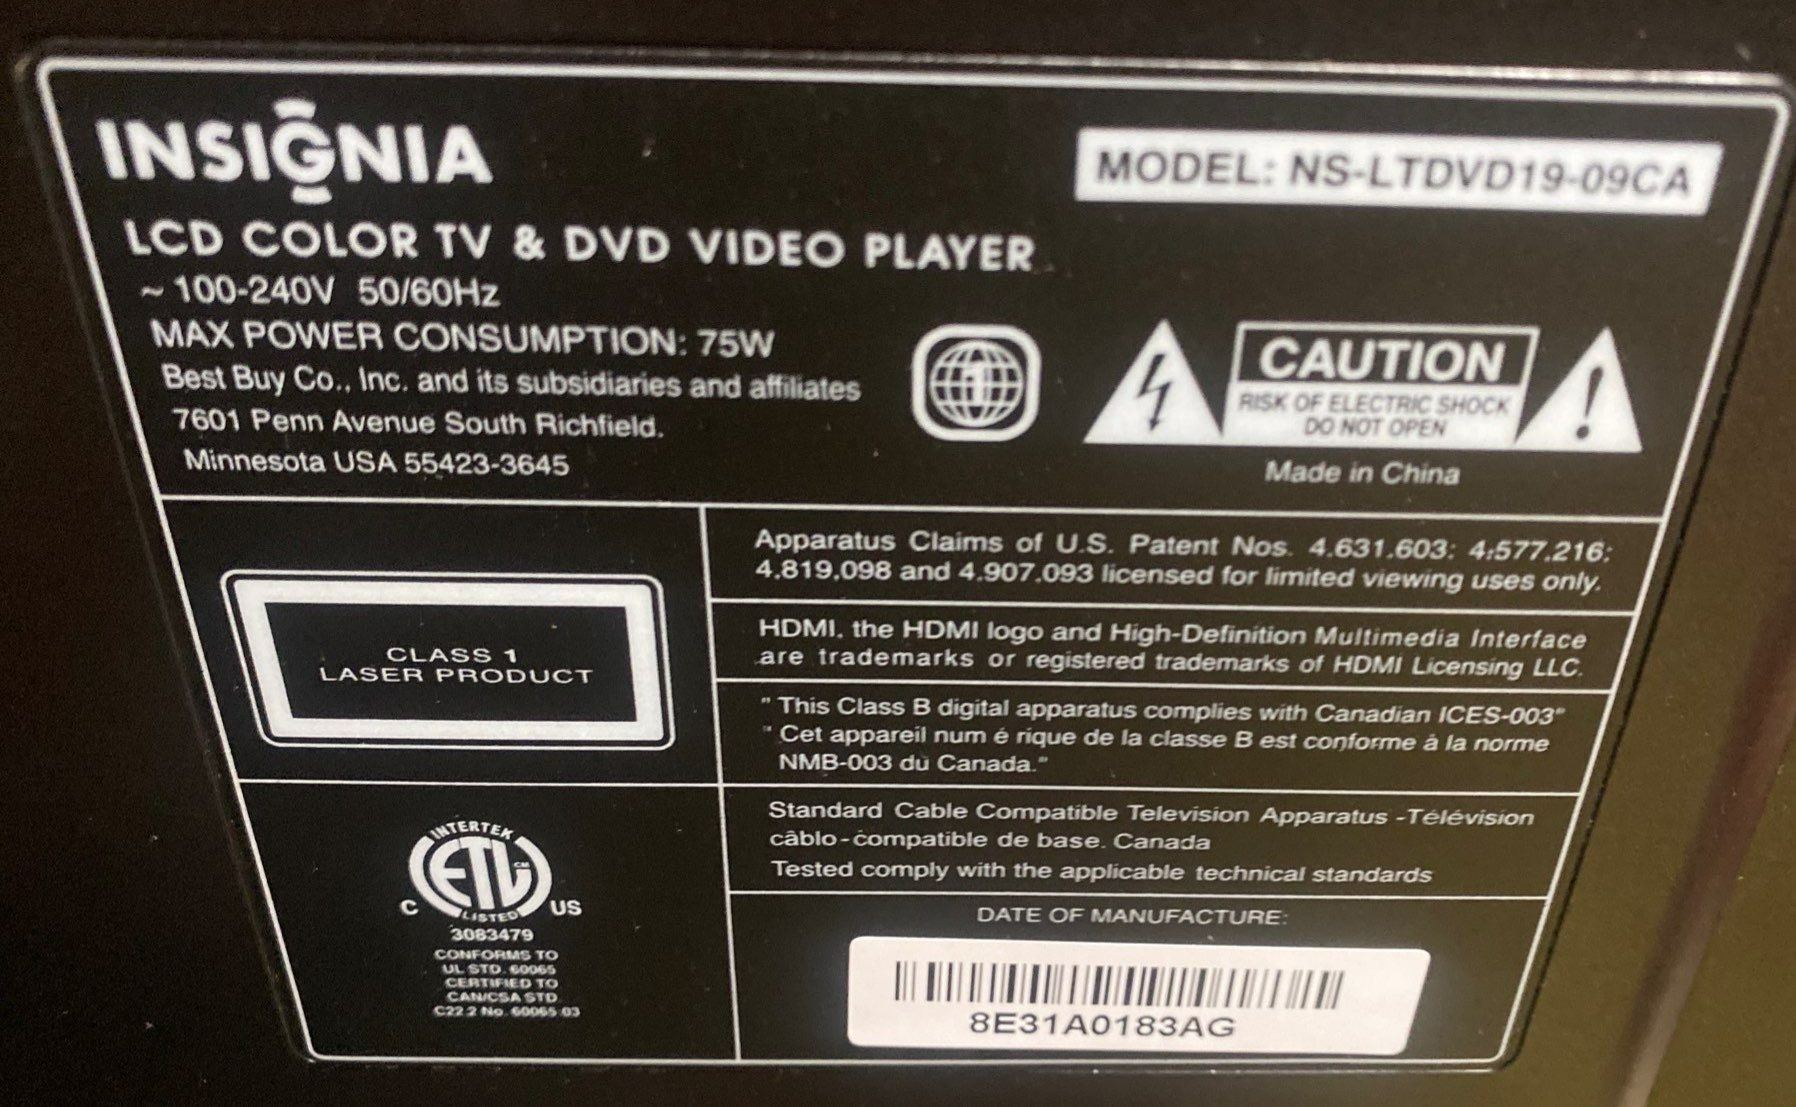 INSIGNIA
MODEL: NS-LTDVD19-09CA
LCD COLOR TV & DVD VIDEO PLAYER
~ 100-240V 50/60Hz
MAX POWER CONSUMPTION: 75W
Best Buy Co., Inc. and its subsidiaries and affiliates
7601 Penn Avenue South Richfield.
Minnesota USA 55423-3645
1
CAUTION
RISK OF ELECTRIC SHOCK
DO NOT OPEN
Made in China
CLASS 1
LASER PRODUCT
Apparatus Claims of U.S. Patent Nos. 4.631.603: 4:577.216:
4.819.098 and 4.907.093 licensed for limited viewing uses only.
HDMI, the HDMI logo and High-Definition Multimedia Interface
are trademarks or registered trademarks of HDMI Licensing LLC.
" This Class B digital apparatus complies with Canadian ICES-003"
" Cet appareil num é rique de la classe B est conforme à la norme
NMB-003 du Canada."
Standard Cable Compatible Television Apparatus -Télévision
câblo-compatible de base. Canada
Tested comply with the applicable technical standards
INTERTEK
ETL CM
C LISTED US
3083479
CONFORMS TO
UL STD. 60065
CERTIFIED TO
CAN/CSA STD
C22.2 No. 60065 03
DATE OF MANUFACTURE:
8E31A0183AG